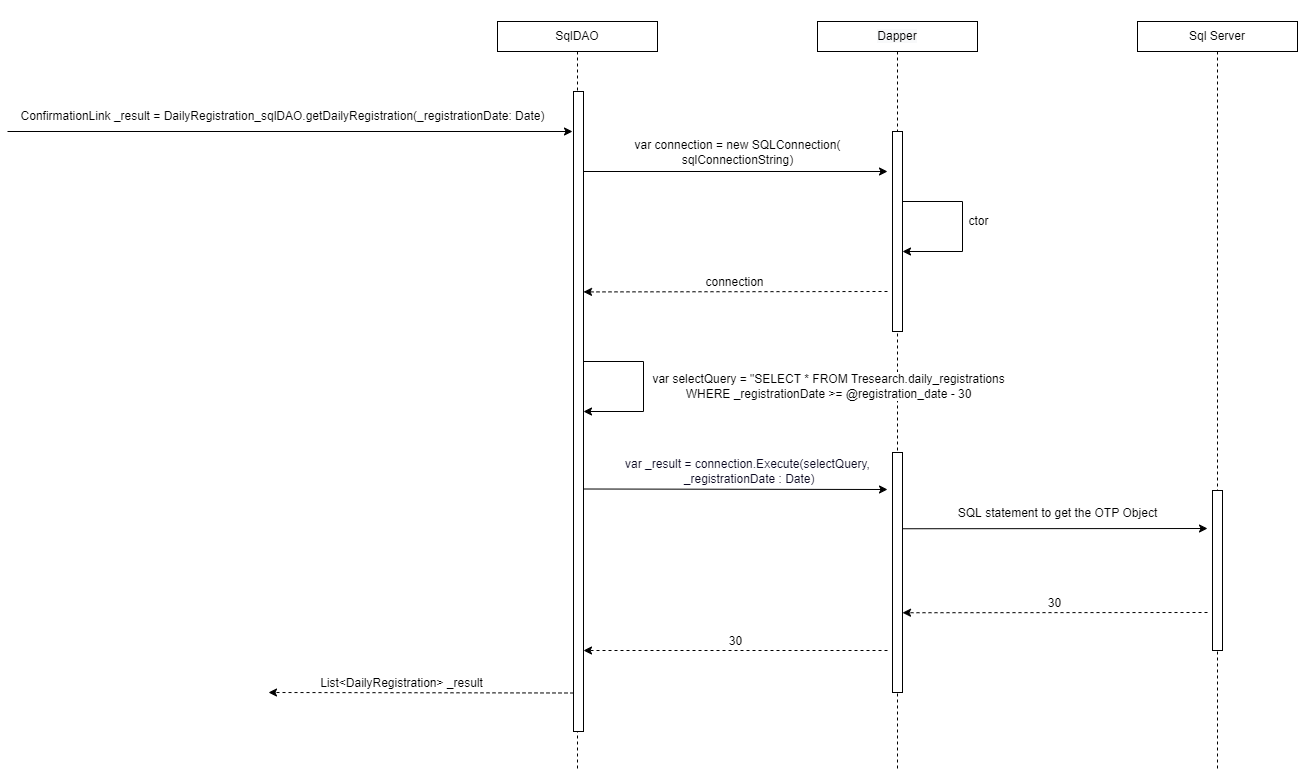 SqlDAO
Dapper
Sql Server
ConfirmationLink _result = DailyRegistration_sqlDAO.getDailyRegistration(_registrationDate: Date)
var connection = new SQLConnection(
sqlConnectionString)
ctor
connection
var selectQuery = "SELECT * FROM Tresearch.daily_registrations
WHERE _registrationDate >= @registration_date - 30
var _result = connection.Execute(selectQuery,
_registrationDate : Date)
SQL statement to get the OTP Object
30
30
List<DailyRegistration> _result